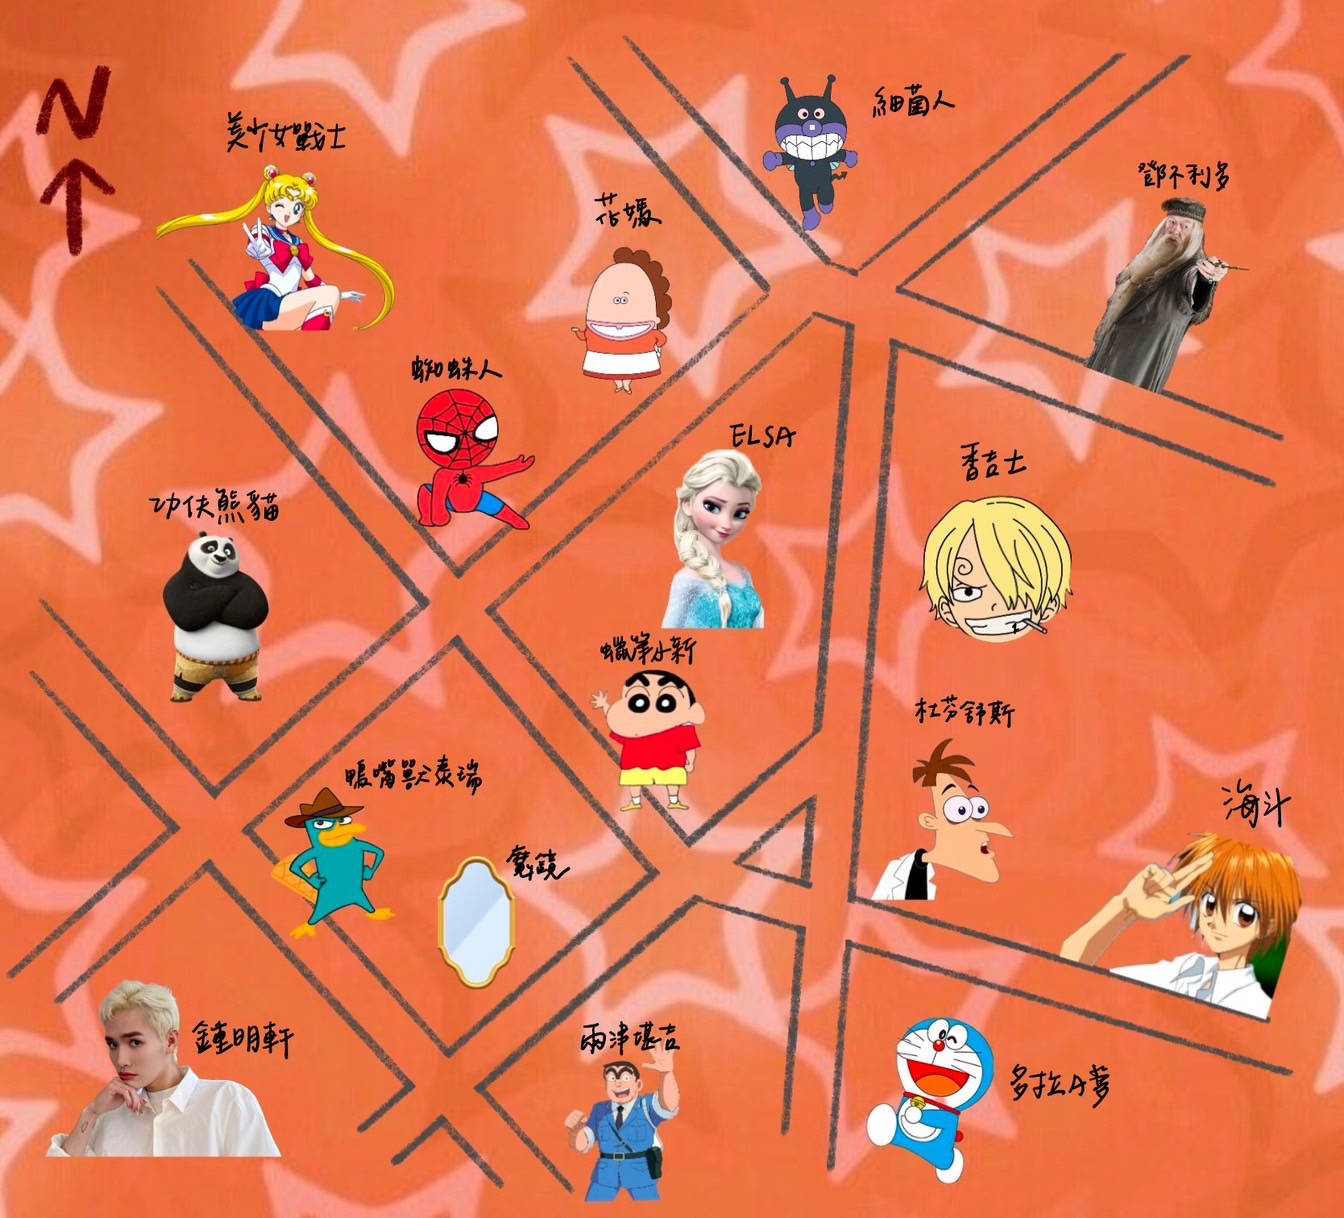 N
美少女戰士
細菌人
鄧不利多
花媽
蜘蛛人
ELSA
香吉士
功伕熊貓
蠟筆小新
杜芬舒斯
鴨嘴獸泰瑞
海斗
魔鏡
鍾明軒
兩津堪吉
多拉A夢